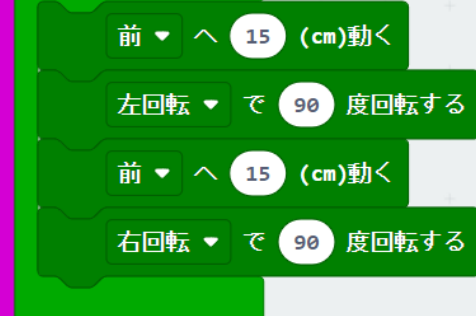 前 へ 15 (cm)動く
左回転 で 90 度回転する
前 へ 15 (cm)動く
右回転 で 90 度回転する